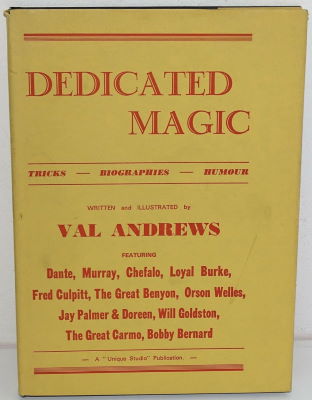 DEDICATED
MAGIC
TRICKS — BIOGRAPHIES — HUMOUR
WRITTEN and ILLUSTRATED by
VAL ANDREWS
FEATURING
Dante, Murray, Chefalo, Loyal Burke,
Fred Culpitt, The Great Benyon, Orson Welles,
Jay Palmer & Doreen, Will Goldston,
The Great Carmo, Bobby Bernard
— A "Unique Studio" Publication. —